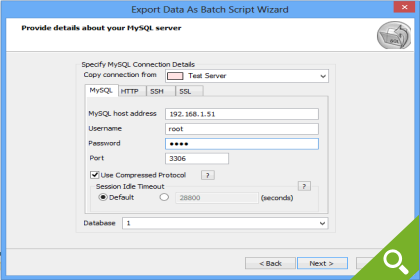 Export Data As Batch Script Wizard
Provide details about your MySQL server
Specify MySQL Connection Details
Copy connection from Test Server
MySQL HTTP SSH SSL
MySQL host address 192.168.1.51
Username root
Password ••••
Port 3306
Use Compressed Protocol ?
Session Idle Timeout ?
Default 28800 (seconds)
Database 1
< Back Next >